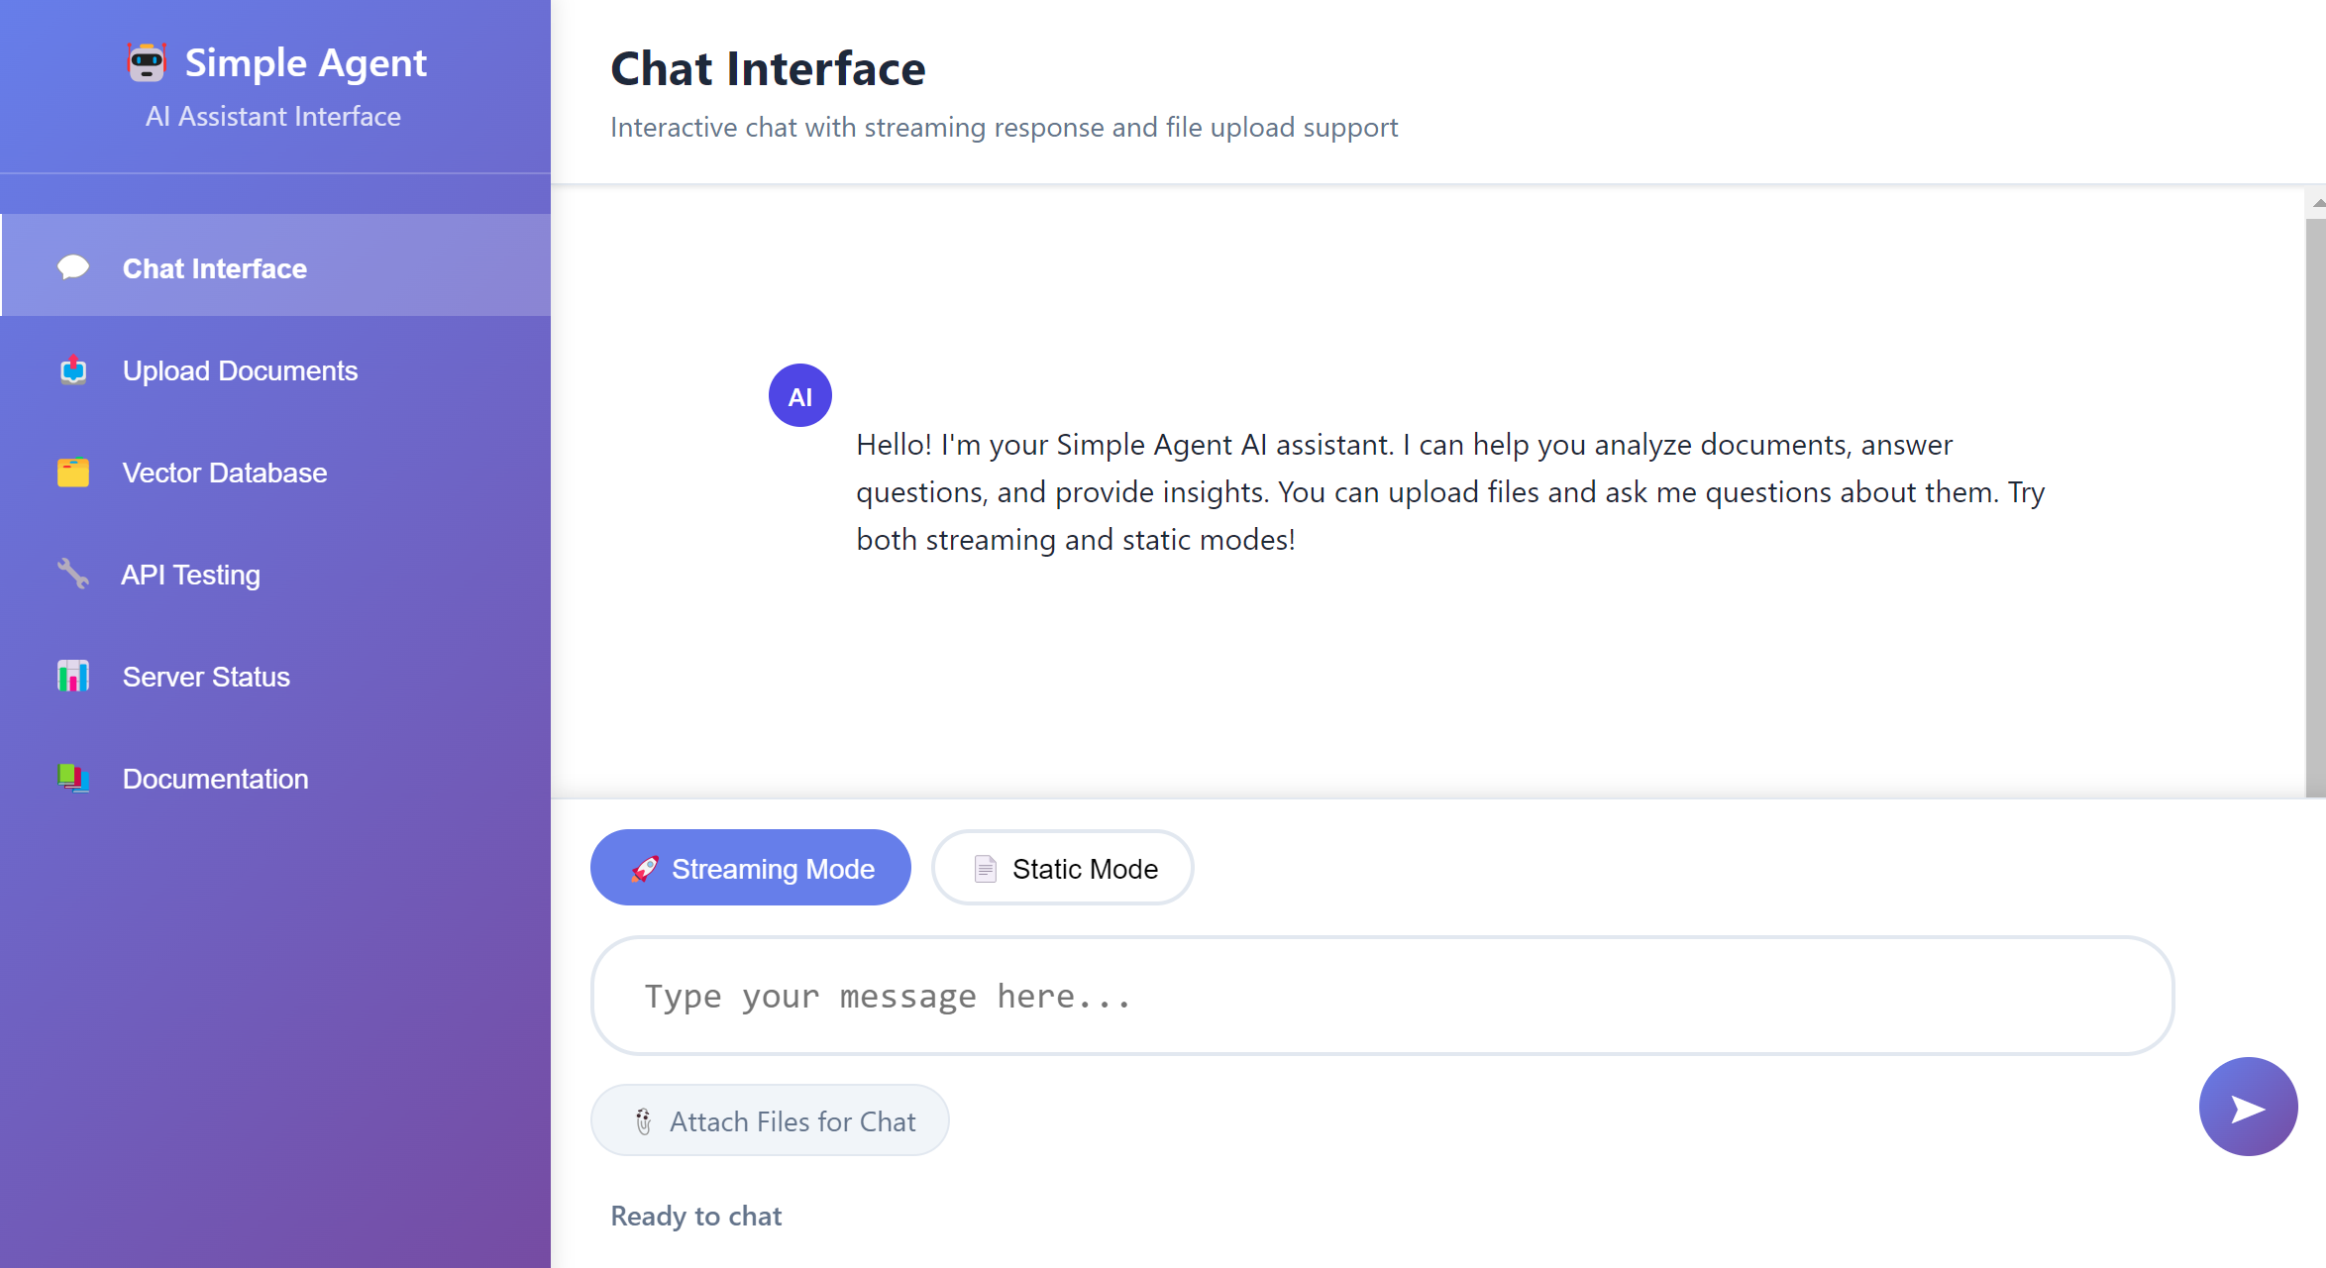 Simple Agent
AI Assistant Interface
Chat Interface
Upload Documents
Vector Database
API Testing
Server Status
Documentation
Chat Interface
Interactive chat with streaming response and file upload support
AI
Hello! I'm your Simple Agent AI assistant. I can help you analyze documents, answer
questions, and provide insights. You can upload files and ask me questions about them. Try
both streaming and static modes!
Streaming Mode
Static Mode
Type your message here...
Attach Files for Chat
Ready to chat